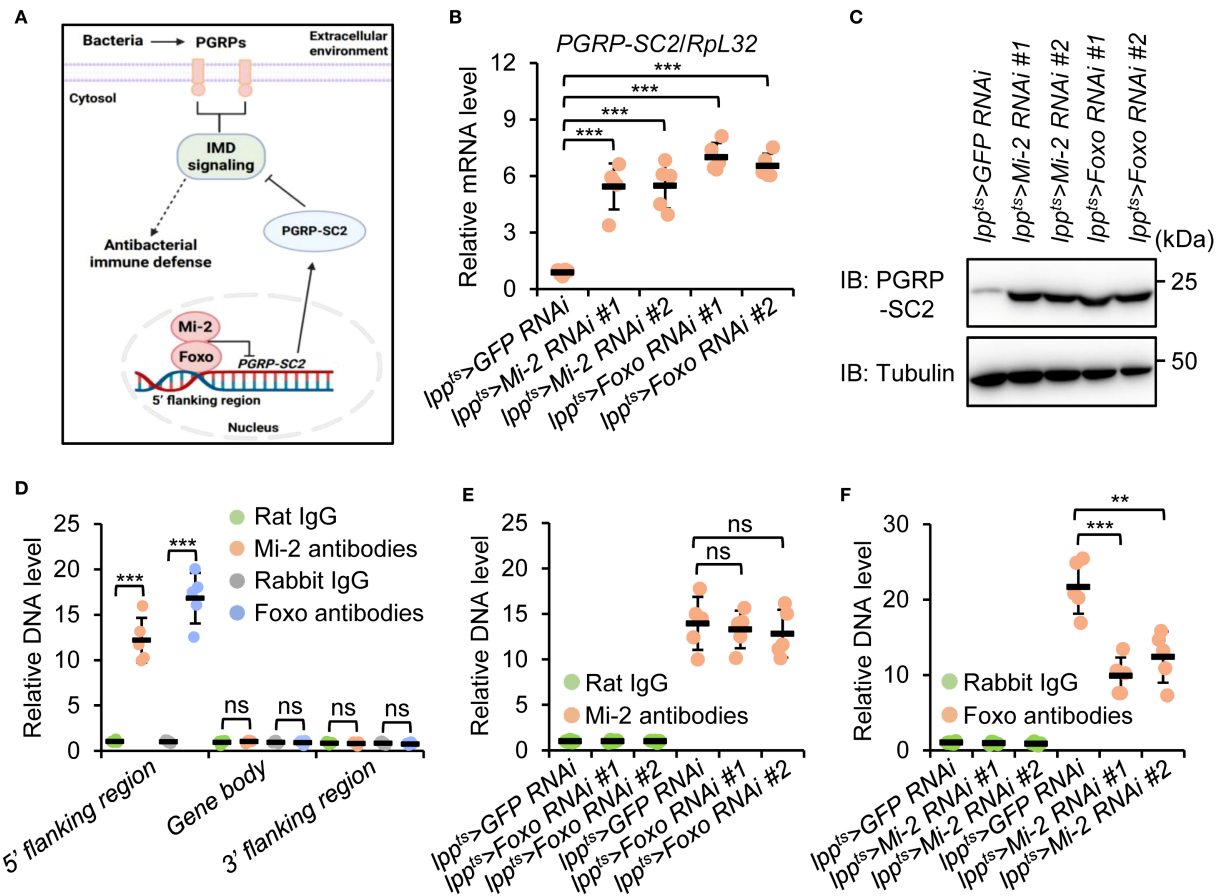 A
Bacteria
PGRPs
Extracellular
environment
Cytosol
IMD
signaling
PGRP-SC2
Antibacterial
immune defense
Mi-2
Foxo
PGRP-SC2
5' flanking region
Nucleus
B
PGRP-SC2/RpL32
Relative mRNA level
12
9
6
3
0
***
***
***
***
lpp^ts>GFP RNAi
lpp^ts>Mi-2 RNAi #1
lpp^ts>Mi-2 RNAi #2
lpp^ts>Foxo RNAi #1
lpp^ts>Foxo RNAi #2
C
lpp^ts>GFP RNAi
lpp^ts>Mi-2 RNAi #1
lpp^ts>Mi-2 RNAi #2
lpp^ts>Foxo RNAi #1
lpp^ts>Foxo RNAi #2
(kDa)
IB: PGRP
-SC2
25
IB: Tubulin
50
D
Relative DNA level
25
20
15
10
5
0
Rat IgG
Mi-2 antibodies
Rabbit IgG
Foxo antibodies
***
***
ns
ns
ns
ns
5' flanking region
Gene body
3' flanking region
E
Relative DNA level
25
20
15
10
5
0
ns
ns
Rat IgG
Mi-2 antibodies
lpp^ts>GFP RNAi
lpp^ts>Foxo RNAi #1
lpp^ts>Foxo RNAi #2
lpp^ts>GFP RNAi
lpp^ts>Foxo RNAi #1
lpp^ts>Foxo RNAi #2
F
Relative DNA level
30
20
10
0
**
***
Rabbit IgG
Foxo antibodies
lpp^ts>GFP RNAi
lpp^ts>Mi-2 RNAi #1
lpp^ts>Mi-2 RNAi #2
lpp^ts>GFP RNAi
lpp^ts>Mi-2 RNAi #1
lpp^ts>Mi-2 RNAi #2